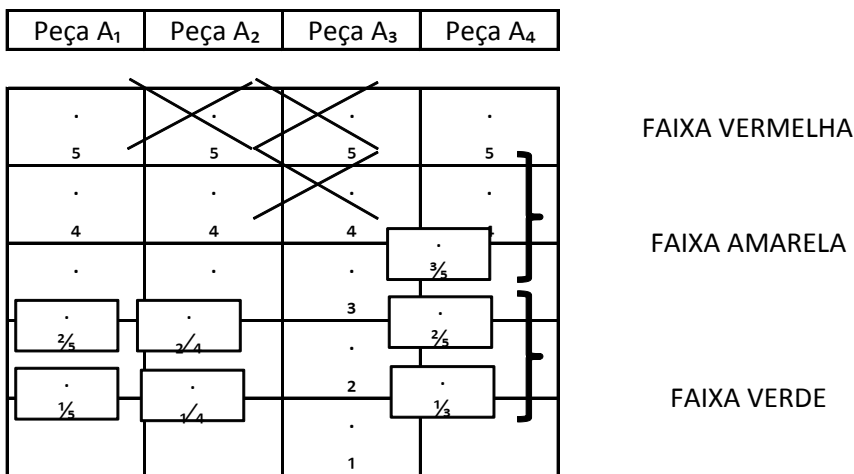 Peça A₁ Peça A₂ Peça A₃ Peça A₄
. . . .
5 5 5 5
FAIXA VERMELHA
. . . .
4 4 4
FAIXA AMARELA
. . . .
⅗
3
. . .
⅖ 2/4 ⅖
.
2
. . .
⅕ 1/4 ⅓
FAIXA VERDE
.
1